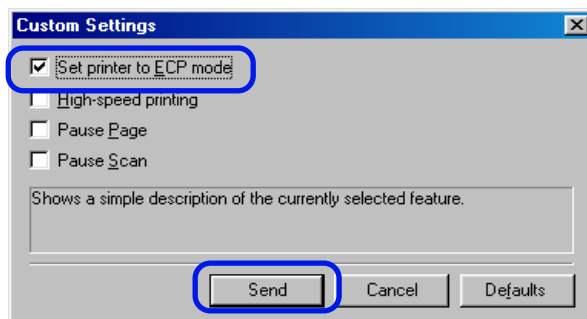 Custom Settings
Set printer to ECP mode
High-speed printing
Pause Page
Pause Scan
Shows a simple description of the currently selected feature.
Send Cancel Defaults